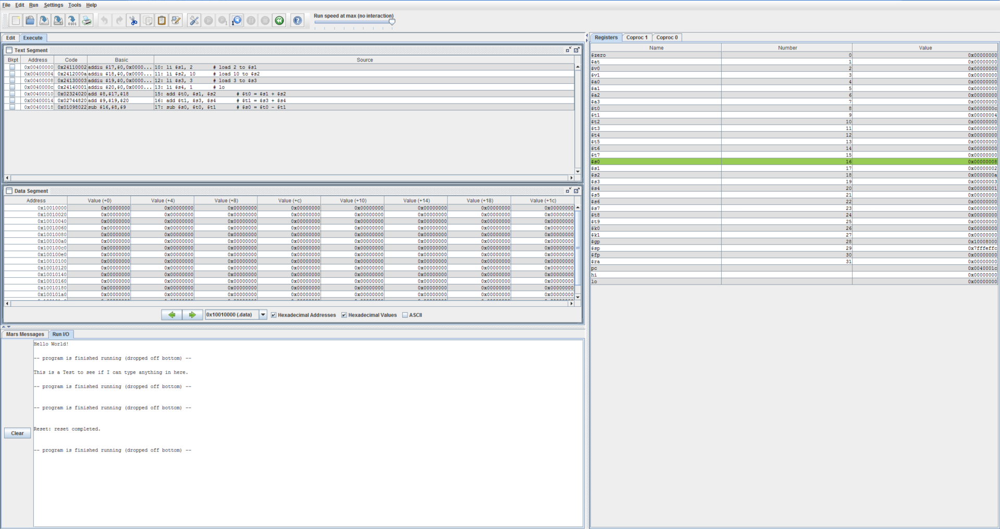 File Edit Run Settings Tools Help
Run speed at max (no interaction)
Edit Execute
Text Segment
Bkpt Address Code Basic Source
0x00400000 0x24110002 addiu $17,$0,0x0000... 10: li $s1, 2 # load 2 to $s1
0x00400004 0x2412000a addiu $18,$0,0x0000... 11: li $s2, 10 # load 10 to $s2
0x00400008 0x24130003 addiu $19,$0,0x0000... 12: li $s3, 3 # load 3 to $s3
0x0040000c 0x24140001 addiu $20,$0,0x0000... 13: li $s4, 1 # lo
0x00400010 0x02324020 add $8,$17,$18 15: add $t0, $s1, $s2 # $t0 = $s1 + $s2
0x00400014 0x02744820 add $9,$19,$20 16: add $t1, $s3, $s4 # $t1 = $s3 + $s4
0x00400018 0x01098022 sub $16,$8,$9 17: sub $s0, $t0, $t1 # $s0 = $t0 - $t1
Data Segment
Address Value (+0) Value (+4) Value (+8) Value (+c) Value (+10) Value (+14) Value (+18) Value (+1c)
0x10010000 0x00000000 0x00000000 0x00000000 0x00000000 0x00000000 0x00000000 0x00000000 0x00000000
0x10010020 0x00000000 0x00000000 0x00000000 0x00000000 0x00000000 0x00000000 0x00000000 0x00000000
0x10010040 0x00000000 0x00000000 0x00000000 0x00000000 0x00000000 0x00000000 0x00000000 0x00000000
0x10010060 0x00000000 0x00000000 0x00000000 0x00000000 0x00000000 0x00000000 0x00000000 0x00000000
0x10010080 0x00000000 0x00000000 0x00000000 0x00000000 0x00000000 0x00000000 0x00000000 0x00000000
0x100100a0 0x00000000 0x00000000 0x00000000 0x00000000 0x00000000 0x00000000 0x00000000 0x00000000
0x100100c0 0x00000000 0x00000000 0x00000000 0x00000000 0x00000000 0x00000000 0x00000000 0x00000000
0x100100e0 0x00000000 0x00000000 0x00000000 0x00000000 0x00000000 0x00000000 0x00000000 0x00000000
0x10010100 0x00000000 0x00000000 0x00000000 0x00000000 0x00000000 0x00000000 0x00000000 0x00000000
0x10010120 0x00000000 0x00000000 0x00000000 0x00000000 0x00000000 0x00000000 0x00000000 0x00000000
0x10010140 0x00000000 0x00000000 0x00000000 0x00000000 0x00000000 0x00000000 0x00000000 0x00000000
0x10010160 0x00000000 0x00000000 0x00000000 0x00000000 0x00000000 0x00000000 0x00000000 0x00000000
0x10010180 0x00000000 0x00000000 0x00000000 0x00000000 0x00000000 0x00000000 0x00000000 0x00000000
0x100101a0 0x00000000 0x00000000 0x00000000 0x00000000 0x00000000 0x00000000 0x00000000 0x00000000
0x10010000 (.data) Hexadecimal Addresses Hexadecimal Values ASCII
Mars Messages Run I/O
Clear
Hello World!
-- program is finished running (dropped off bottom) --
This is a Test to see if I can type anything in here.
-- program is finished running (dropped off bottom) --
-- program is finished running (dropped off bottom) --
Reset: reset completed.
-- program is finished running (dropped off bottom) --
Registers Coproc 1 Coproc 0
Name Number Value
$zero 0 0x00000000
$at 1 0x00000000
$v0 2 0x00000000
$v1 3 0x00000000
$a0 4 0x00000000
$a1 5 0x00000000
$a2 6 0x00000000
$a3 7 0x00000000
$t0 8 0x0000000c
$t1 9 0x00000004
$t2 10 0x00000000
$t3 11 0x00000000
$t4 12 0x00000000
$t5 13 0x00000000
$t6 14 0x00000000
$t7 15 0x00000000
$s0 16 0x00000008
$s1 17 0x00000002
$s2 18 0x0000000a
$s3 19 0x00000003
$s4 20 0x00000001
$s5 21 0x00000000
$s6 22 0x00000000
$s7 23 0x00000000
$t8 24 0x00000000
$t9 25 0x00000000
$k0 26 0x00000000
$k1 27 0x00000000
$gp 28 0x10008000
$sp 29 0x7fffeffc
$fp 30 0x00000000
$ra 31 0x00000000
pc 0x0040001c
hi 0x00000000
lo 0x00000000